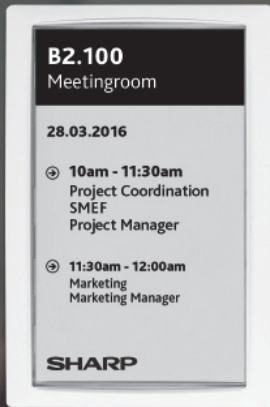 B2.100
Meetingroom
28.03.2016
10am - 11:30am
Project Coordination
SMEF
Project Manager
11:30am - 12:00am
Marketing
Marketing Manager
SHARP